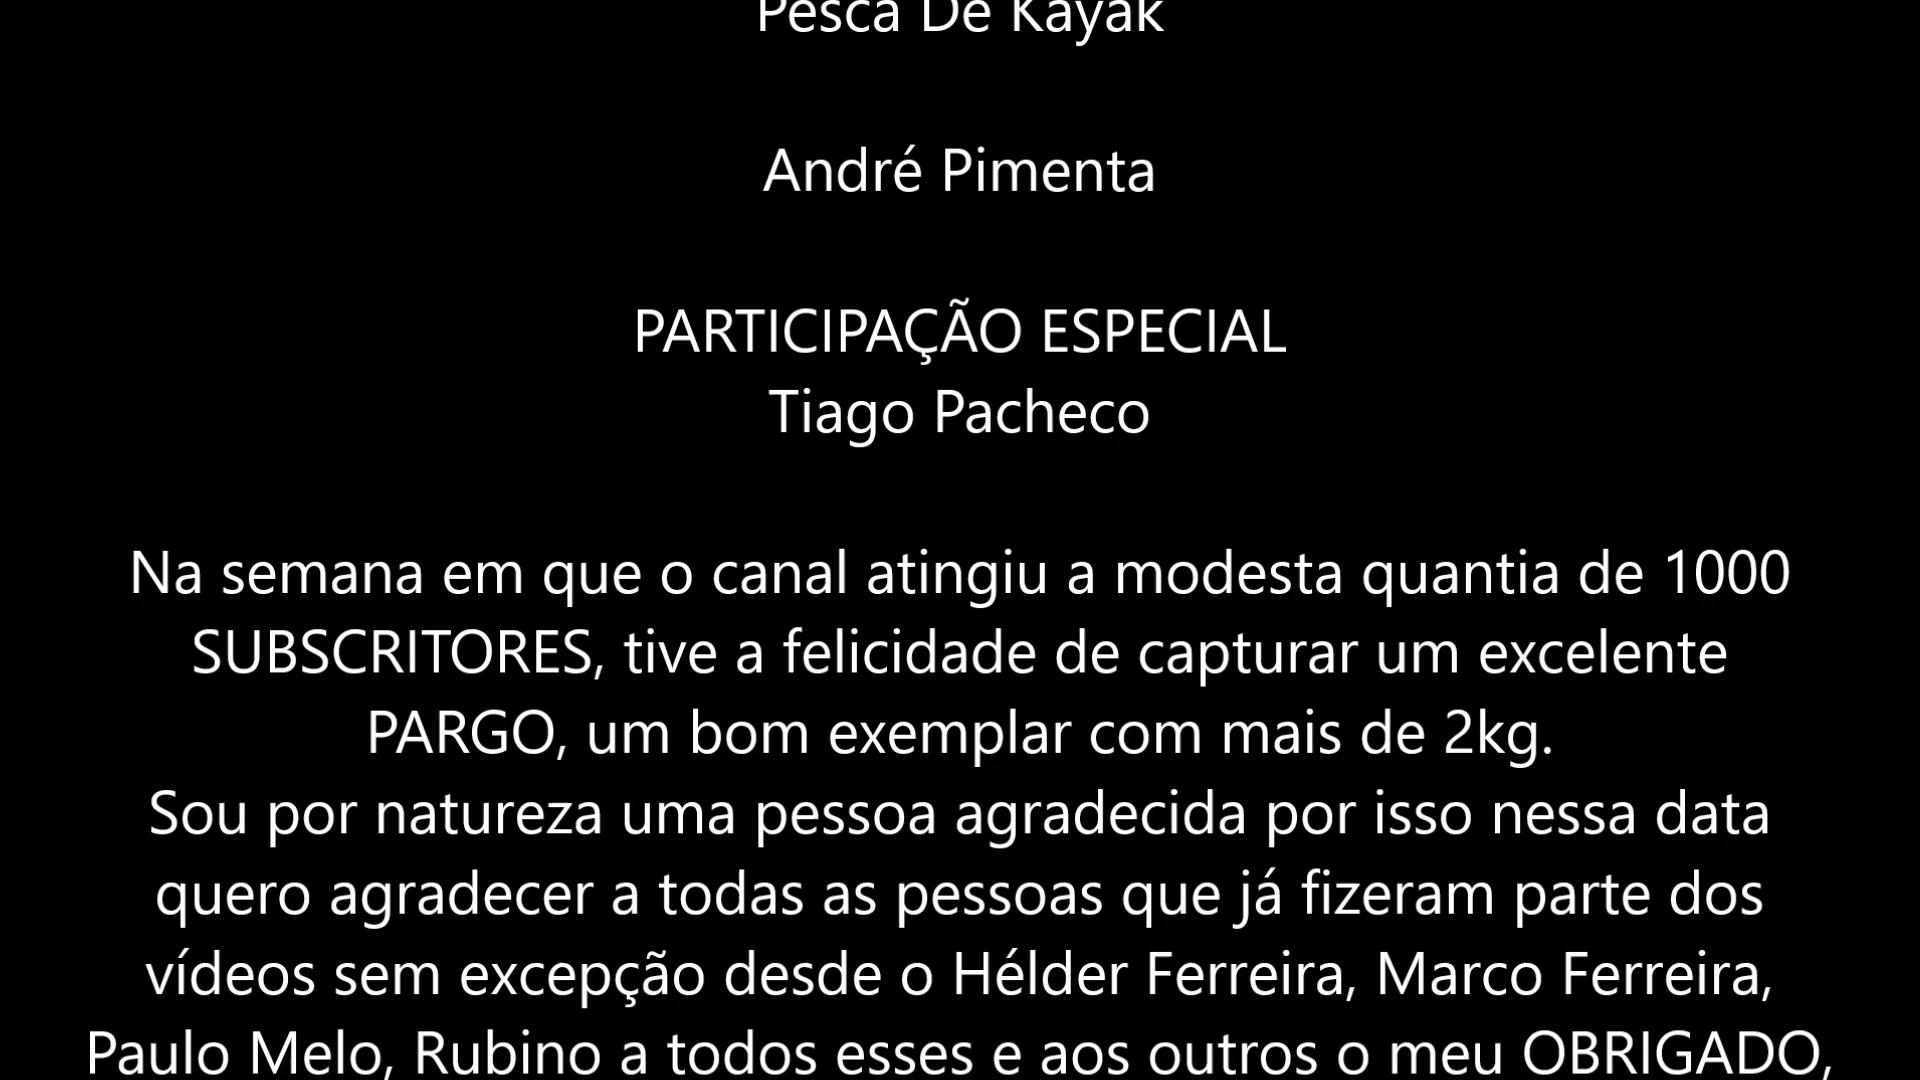 Pesca De Kayak
André Pimenta
PARTICIPAÇÃO ESPECIAL
Tiago Pacheco
Na semana em que o canal atingiu a modesta quantia de 1000
SUBSCRITORES, tive a felicidade de capturar um excelente
PARGO, um bom exemplar com mais de 2kg.
Sou por natureza uma pessoa agradecida por isso nessa data
quero agradecer a todas as pessoas que já fizeram parte dos
vídeos sem excepção desde o Hélder Ferreira, Marco Ferreira,
Paulo Melo, Rubino a todos esses e aos outros o meu OBRIGADO,